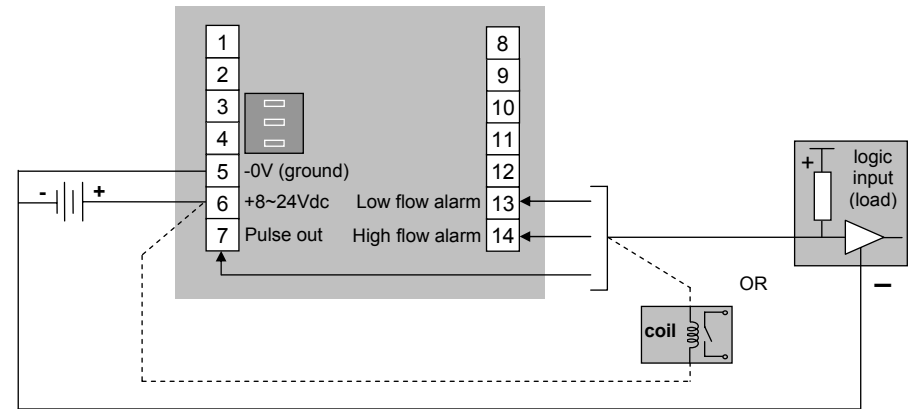 1
2
3
4
5 -0V (ground)
6 +8~24Vdc
7 Pulse out
8
9
10
11
12
Low flow alarm 13
High flow alarm 14
- +
+ logic
input
(load)
OR
–
coil